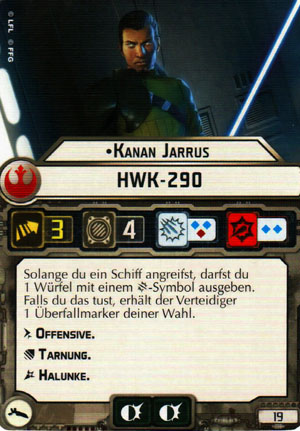 © LFL © FFG
•Kanan Jarrus
HWK-290
3
4
Solange du ein Schiff angreifst, darfst du
1 Würfel mit einem -Symbol ausgeben.
Falls du das tust, erhält der Verteidiger
1 Überfallmarker deiner Wahl.
Offensive.
Tarnung.
Halunke.
19